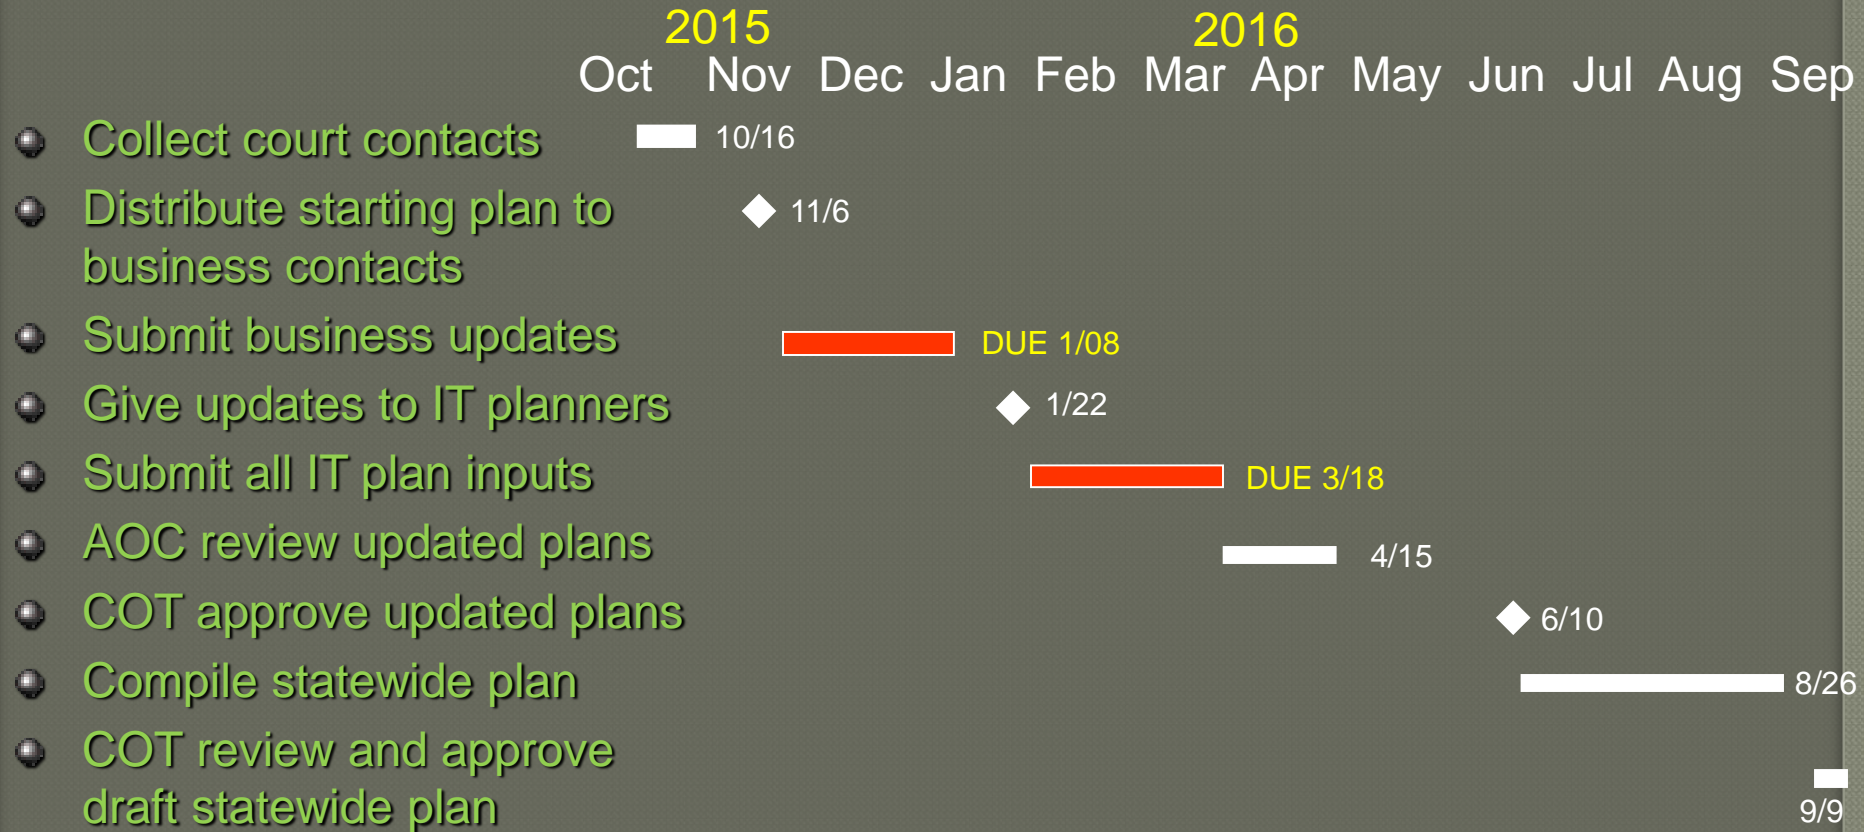 2015 2016
Oct Nov Dec Jan Feb Mar Apr May Jun Jul Aug Sep
Collect court contacts 10/16
Distribute starting plan to 11/6
business contacts
Submit business updates DUE 1/08
Give updates to IT planners 1/22
Submit all IT plan inputs DUE 3/18
AOC review updated plans 4/15
COT approve updated plans 6/10
Compile statewide plan 8/26
COT review and approve
draft statewide plan 9/9